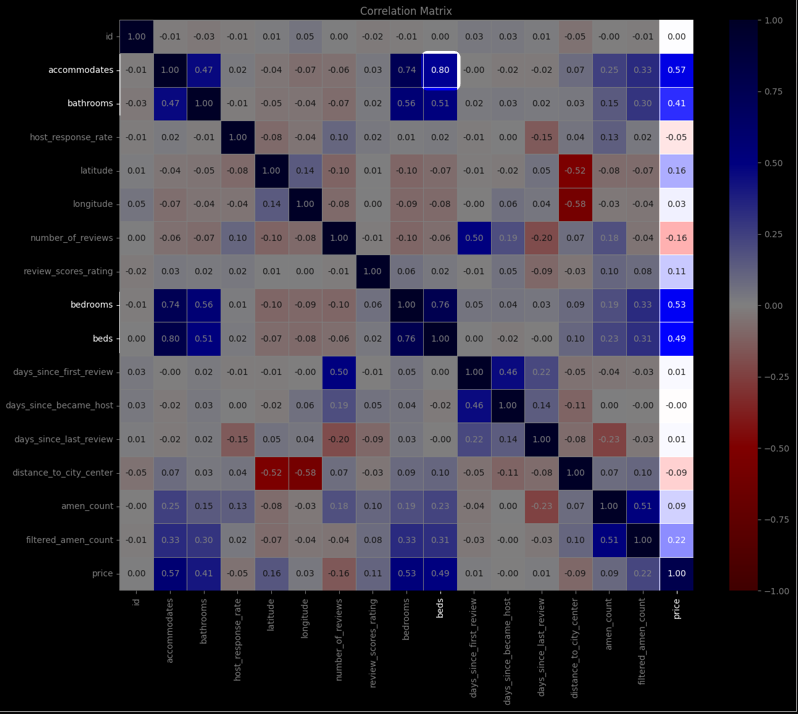 Correlation Matrix
id 1.00 -0.01 -0.03 -0.01 0.01 0.05 0.00 -0.02 -0.01 0.00 0.03 0.03 0.01 -0.05 -0.00 -0.01 0.00
accommodates -0.01 1.00 0.47 0.02 -0.04 -0.07 -0.06 0.03 0.74 0.80 -0.00 -0.02 -0.02 0.07 0.25 0.33 0.57
bathrooms -0.03 0.47 1.00 -0.01 -0.05 -0.04 -0.07 0.02 0.56 0.51 0.02 0.03 0.02 0.03 0.15 0.30 0.41
host_response_rate -0.01 0.02 -0.01 1.00 -0.08 -0.04 0.10 0.02 0.01 0.02 -0.01 0.00 -0.15 0.04 0.13 0.02 -0.05
latitude 0.01 -0.04 -0.05 -0.08 1.00 0.14 -0.10 0.01 -0.10 -0.07 -0.01 -0.02 0.05 -0.52 -0.08 -0.07 0.16
longitude 0.05 -0.07 -0.04 -0.04 0.14 1.00 -0.08 0.00 -0.09 -0.08 -0.00 0.06 0.04 -0.58 -0.03 -0.04 0.03
number_of_reviews 0.00 -0.06 -0.07 0.10 -0.10 -0.08 1.00 -0.01 -0.10 -0.06 0.50 0.19 -0.20 0.07 0.18 -0.04 -0.16
review_scores_rating -0.02 0.03 0.02 0.02 0.01 0.00 -0.01 1.00 0.06 0.02 -0.01 0.05 -0.09 -0.03 0.10 0.08 0.11
bedrooms -0.01 0.74 0.56 0.01 -0.10 -0.09 -0.10 0.06 1.00 0.76 0.05 0.04 0.03 0.09 0.19 0.33 0.53
beds 0.00 0.80 0.51 0.02 -0.07 -0.08 -0.06 0.02 0.76 1.00 0.00 -0.02 -0.00 0.10 0.23 0.31 0.49
days_since_first_review 0.03 -0.00 0.02 -0.01 -0.01 -0.00 0.50 -0.01 0.05 0.00 1.00 0.46 0.22 -0.05 -0.04 -0.03 0.01
days_since_became_host 0.03 -0.02 0.03 0.00 -0.02 0.06 0.19 0.05 0.04 -0.02 0.46 1.00 0.14 -0.11 0.00 -0.00 -0.00
days_since_last_review 0.01 -0.02 0.02 -0.15 0.05 0.04 -0.20 -0.09 0.03 -0.00 0.22 0.14 1.00 -0.08 -0.23 -0.03 0.01
distance_to_city_center -0.05 0.07 0.03 0.04 -0.52 -0.58 0.07 -0.03 0.09 0.10 -0.05 -0.11 -0.08 1.00 0.07 0.10 -0.09
amen_count -0.00 0.25 0.15 0.13 -0.08 -0.03 0.18 0.10 0.19 0.23 -0.04 0.00 -0.23 0.07 1.00 0.51 0.09
filtered_amen_count -0.01 0.33 0.30 0.02 -0.07 -0.04 -0.04 0.08 0.33 0.31 -0.03 -0.00 -0.03 0.10 0.51 1.00 0.22
price 0.00 0.57 0.41 -0.05 0.16 0.03 -0.16 0.11 0.53 0.49 0.01 -0.00 0.01 -0.09 0.09 0.22 1.00
id
accommodates
bathrooms
host_response_rate
latitude
longitude
number_of_reviews
review_scores_rating
bedrooms
beds
days_since_first_review
days_since_became_host
days_since_last_review
distance_to_city_center
amen_count
filtered_amen_count
price
1.00
0.75
0.50
0.25
0.00
−0.25
−0.50
−0.75
−1.00